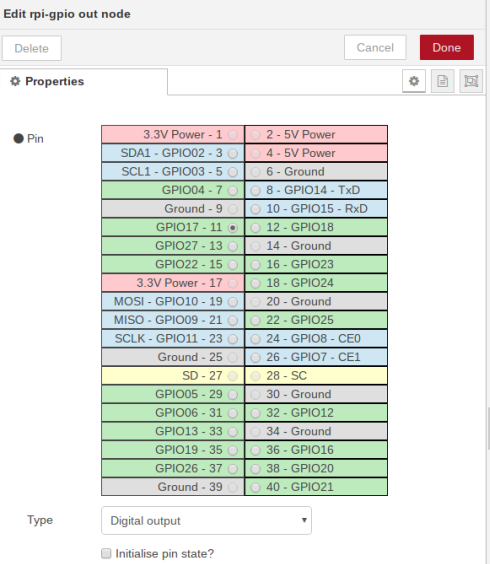 Edit rpi-gpio out node
Delete
Cancel
Done
Properties
Pin
3.3V Power - 1
2 - 5V Power
SDA1 - GPIO02 - 3
4 - 5V Power
SCL1 - GPIO03 - 5
6 - Ground
GPIO04 - 7
8 - GPIO14 - TxD
Ground - 9
10 - GPIO15 - RxD
GPIO17 - 11
12 - GPIO18
GPIO27 - 13
14 - Ground
GPIO22 - 15
16 - GPIO23
3.3V Power - 17
18 - GPIO24
MOSI - GPIO10 - 19
20 - Ground
MISO - GPIO09 - 21
22 - GPIO25
SCLK - GPIO11 - 23
24 - GPIO8 - CE0
Ground - 25
26 - GPIO7 - CE1
SD - 27
28 - SC
GPIO05 - 29
30 - Ground
GPIO06 - 31
32 - GPIO12
GPIO13 - 33
34 - Ground
GPIO19 - 35
36 - GPIO16
GPIO26 - 37
38 - GPIO20
Ground - 39
40 - GPIO21
Type
Digital output
Initialise pin state?